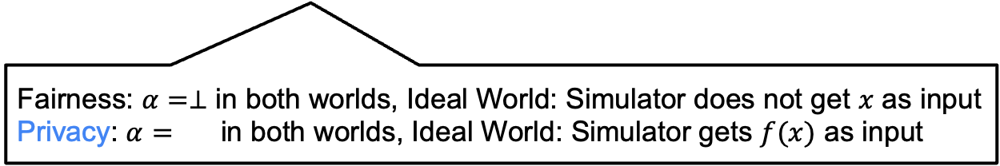 Fairness: 𝛼 =⊥ in both worlds, Ideal World: Simulator does not get 𝑥 as input
Privacy: 𝛼 = in both worlds, Ideal World: Simulator gets 𝑓(𝑥) as input